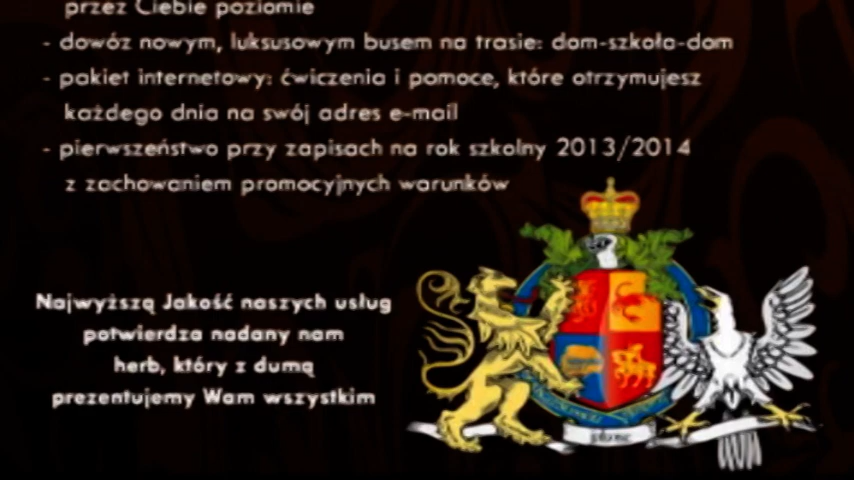 przez Ciebie poziomie
- dowóz nowym, luksusowym busem na trasie: dom-szkoła-dom
- pakiet internetowy: ćwiczenia i pomoce, które otrzymujesz
każdego dnia na swój adres e-mail
- pierwszeństwo przy zapisach na rok szkolny 2013/2014
z zachowaniem promocyjnych warunków
Najwyższą Jakość naszych usług
potwierdza nadany nam
herb, który z dumą
prezentujemy Wam wszystkim